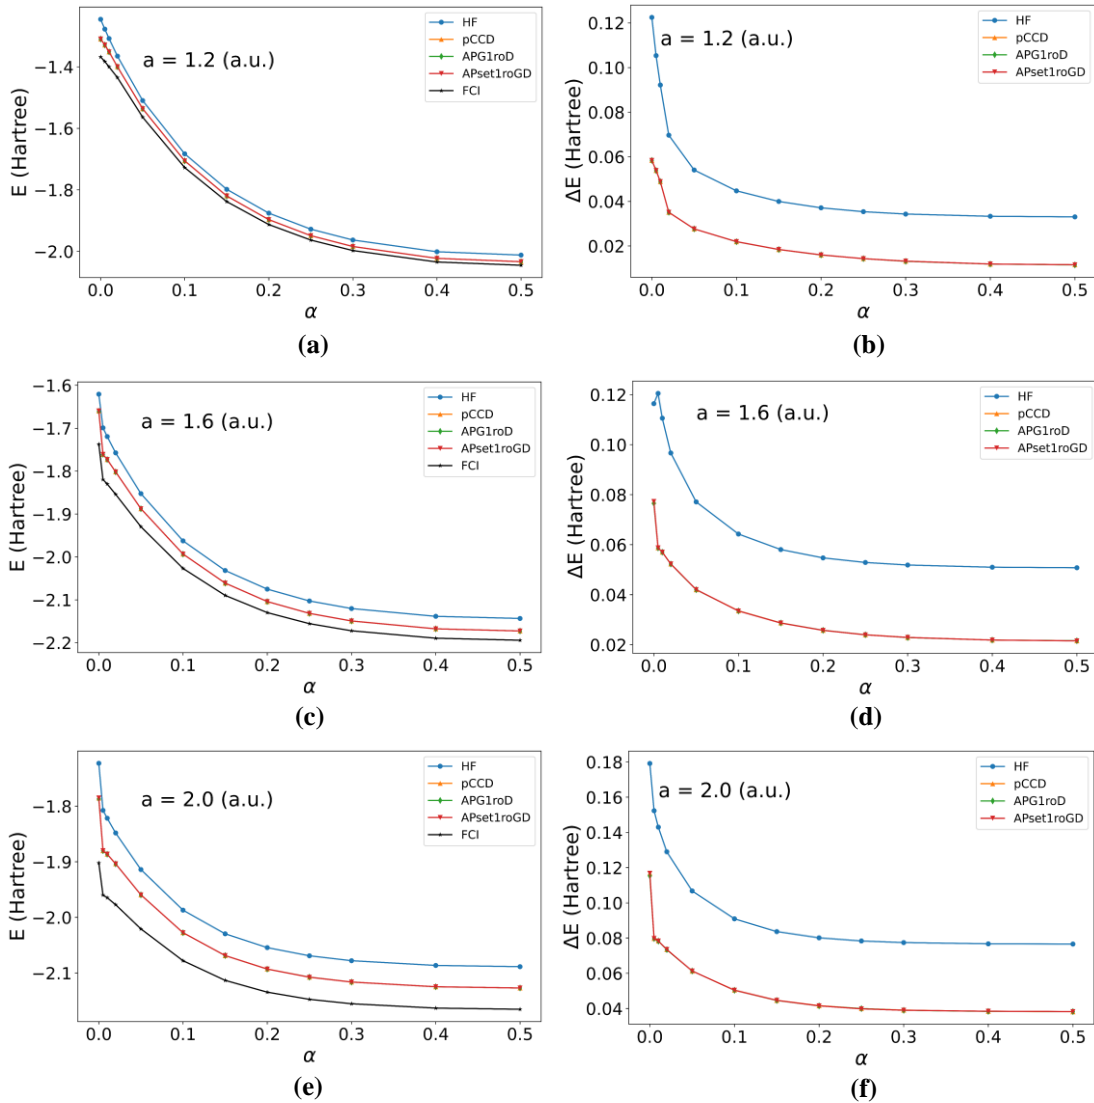 a = 1.2 (a.u.)
HF
pCCD
APG1roD
APset1roGD
FCI
E (Hartree)
−1.4
−1.6
−1.8
−2.0
0.0 0.1 0.2 0.3 0.4 0.5
α
(a)
a = 1.2 (a.u.)
HF
pCCD
APG1roD
APset1roGD
ΔE (Hartree)
0.12
0.10
0.08
0.06
0.04
0.02
0.0 0.1 0.2 0.3 0.4 0.5
α
(b)
a = 1.6 (a.u.)
HF
pCCD
APG1roD
APset1roGD
FCI
E (Hartree)
−1.6
−1.7
−1.8
−1.9
−2.0
−2.1
−2.2
0.0 0.1 0.2 0.3 0.4 0.5
α
(c)
a = 1.6 (a.u.)
HF
pCCD
APG1roD
APset1roGD
ΔE (Hartree)
0.12
0.10
0.08
0.06
0.04
0.02
0.0 0.1 0.2 0.3 0.4 0.5
α
(d)
a = 2.0 (a.u.)
HF
pCCD
APG1roD
APset1roGD
FCI
E (Hartree)
−1.8
−1.9
−2.0
−2.1
0.0 0.1 0.2 0.3 0.4 0.5
α
(e)
a = 2.0 (a.u.)
HF
pCCD
APG1roD
APset1roGD
ΔE (Hartree)
0.18
0.16
0.14
0.12
0.10
0.08
0.06
0.04
0.0 0.1 0.2 0.3 0.4 0.5
α
(f)